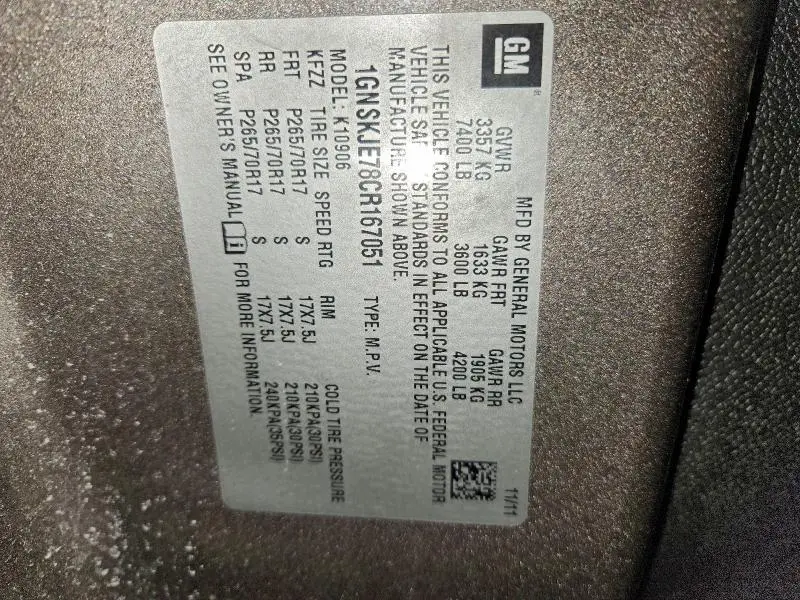 GM
MFD BY GENERAL MOTORS LLC 11/11
GVWR GAWR FRT GAWR RR
3357 KG 1633 KG 1905 KG
7400 LB 3600 LB 4200 LB
THIS VEHICLE CONFORMS TO ALL APPLICABLE U.S. FEDERAL MOTOR
VEHICLE STANDARDS IN EFFECT ON THE DATE OF
MANUFACTURE SHOWN ABOVE.
1GNSKJE78CR167051 TYPE: M.P.V.
MODEL: K10906
KFZZ TIRE SIZE SPEED RTG RIM COLD TIRE PRESSURE
FRT P265/70R17 S 17X7.5J 210KPA(30PSI)
RR P265/70R17 S 17X7.5J 210KPA(30PSI)
SPA P265/70R17 S 17X7.5J 240KPA(35PSI)
SEE OWNER'S MANUAL i FOR MORE INFORMATION.